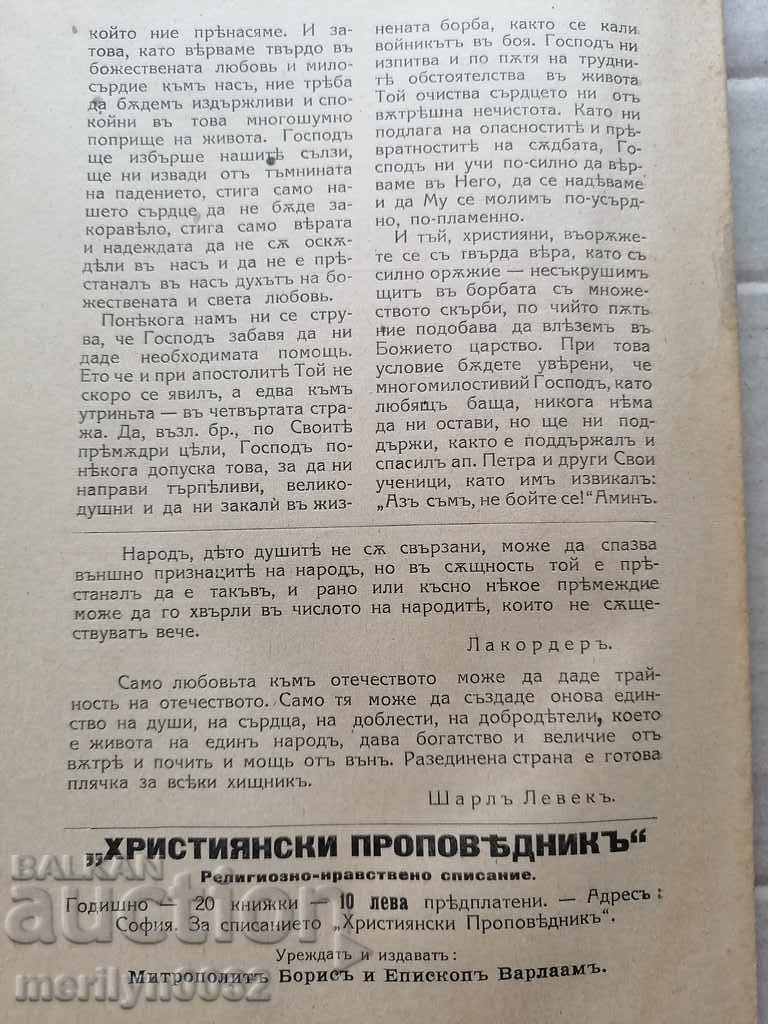 който ние прѣнасяме. И за-
това, като вѣрваме твърдо въ
божествената любовь и мило-
сърдие къмъ насъ, ние трѣба
да бѫдемъ издържливи и спо-
койни въ това многошумно
поприще на живота. Господь
ще избърше нашитѣ сълзи,
ще ни извади отъ тъмнината
на падението, стига само на-
шето сърдце да не бѫде за-
коравѣло, стига само вѣрата
и надеждата да не сѫ оскѫ-
дѣли въ насъ и да не е прѣ-
станалъ въ насъ духътъ на бо-
жествената и света любовь.
Понѣкога намъ ни се стру-
ва, че Господь забавя да ни
даде необходимата помощь.
Ето че и при апостолитѣ Той не
скоро се явилъ, а едва къмъ
утриньта — въ четвъртата стра-
жа. Да, възл. бр., по Своитѣ
прѣмѫдри цѣли, Господь по-
нѣкога допуска това, за да ни
направи търпѣливи, велико-
душни и да ни закалѝ въ жиз-
нената борба, както се кали
войникътъ въ боя. Господь ни
изпитва и по пѫтя на трудни-
тѣ обстоятелства въ живота
Той очиства сърдцето ни отъ
вѫтрѣшна нечистота. Като ни
подлага на опасноститѣ и прѣ-
вратноститѣ на сѫдбата, Го-
сподь ни учи по-силно да вѣр-
ваме въ Него, да се надѣваме
и да Му се молимъ по-усърд-
но, по-пламенно.
И тъй, християни, въорѫже-
те се съ твърда вѣра, като съ
силно орѫжие — несъкрушимъ
щитъ въ борбата съ множе-
ството скърби, по чийто пѫть
ние подобава да влѣземъ въ
Божието царство. При това
условие бѫдете увѣрени, че
многомилостивий Господь, като
любящъ баща, никога нѣма
да ни остави, но ще ни под-
държи, както е поддържалъ и
спасилъ ап. Петра и други Свои
ученици, като имъ извикалъ:
„Азъ съмъ, не бойте се!“ Аминъ.
Народъ, дѣто душитѣ не сѫ свързани, може да спазва
външно признацитѣ на народъ, но въ сѫщность той е прѣ-
станалъ да е такъвъ, и рано или късно нѣкое прѣмеждие
може да го хвърли въ числото на народитѣ, които не сѫще-
ствуватъ вече.
Лакордеръ.
Само любовьта къмъ отечеството може да даде трай-
ность на отечеството. Само тя може да създаде онова един-
ство на души, на сърдца, на доблести, на добродѣтели, което
е живота на единъ народъ, дава богатство и величие отъ
вѫтрѣ и почить и мощь отъ вънъ. Разединена страна е готова
плячка за всѣки хищникъ.
Шарлъ Левекъ.
„ХРИСТИЯНСКИ ПРОПОВѢДНИКЪ“
Религиозно-нравствено списание.
Годишно — 20 книжки — 10 лева прѣдплатени. — Адресъ:
София. За списанието „Християнски Проповѣдникъ“.
Уреждатъ и издаватъ:
Митрополитъ Борисъ и Епископъ Варлаамъ.
BALKAN
auction
merilyn0082